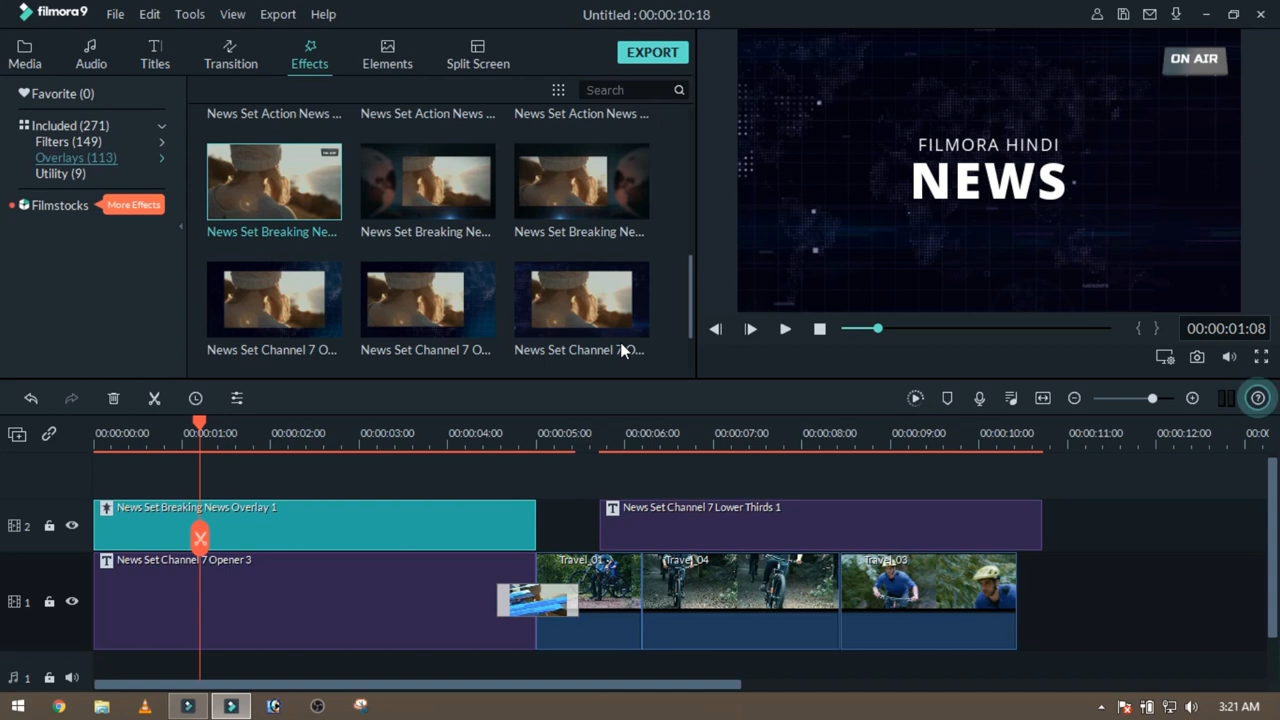 filmora9
File Edit Tools View Export Help
Untitled : 00:00:10:18
Media Audio Titles Transition Effects Elements Split Screen
EXPORT
Favorite (0)
Included (271)
Filters (149)
Overlays (113)
Utility (9)
Filmstocks
More Effects
Search
News Set Action News ... News Set Action News ... News Set Action News ...
News Set Breaking Ne... News Set Breaking Ne... News Set Breaking Ne...
News Set Channel 7 O... News Set Channel 7 O... News Set Channel 7 O...
ON AIR
FILMORA HINDI
NEWS
00:00:01:08
00:00:00:00 00:00:01:00 00:00:02:00 00:00:03:00 00:00:04:00 00:00:05:00 00:00:06:00 00:00:07:00 00:00:08:00 00:00:09:00 00:00:10:00 00:00:11:00 00:00:12:00 00:00
2
News Set Breaking News Overlay 1
News Set Channel 7 Lower Thirds 1
1
News Set Channel 7 Opener 3
Travel_01 Travel_04 Travel_03
1
3:21 AM